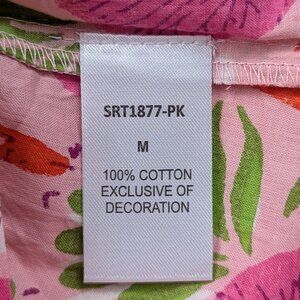 SRT1877-PK
M
100% COTTON
EXCLUSIVE OF
DECORATION